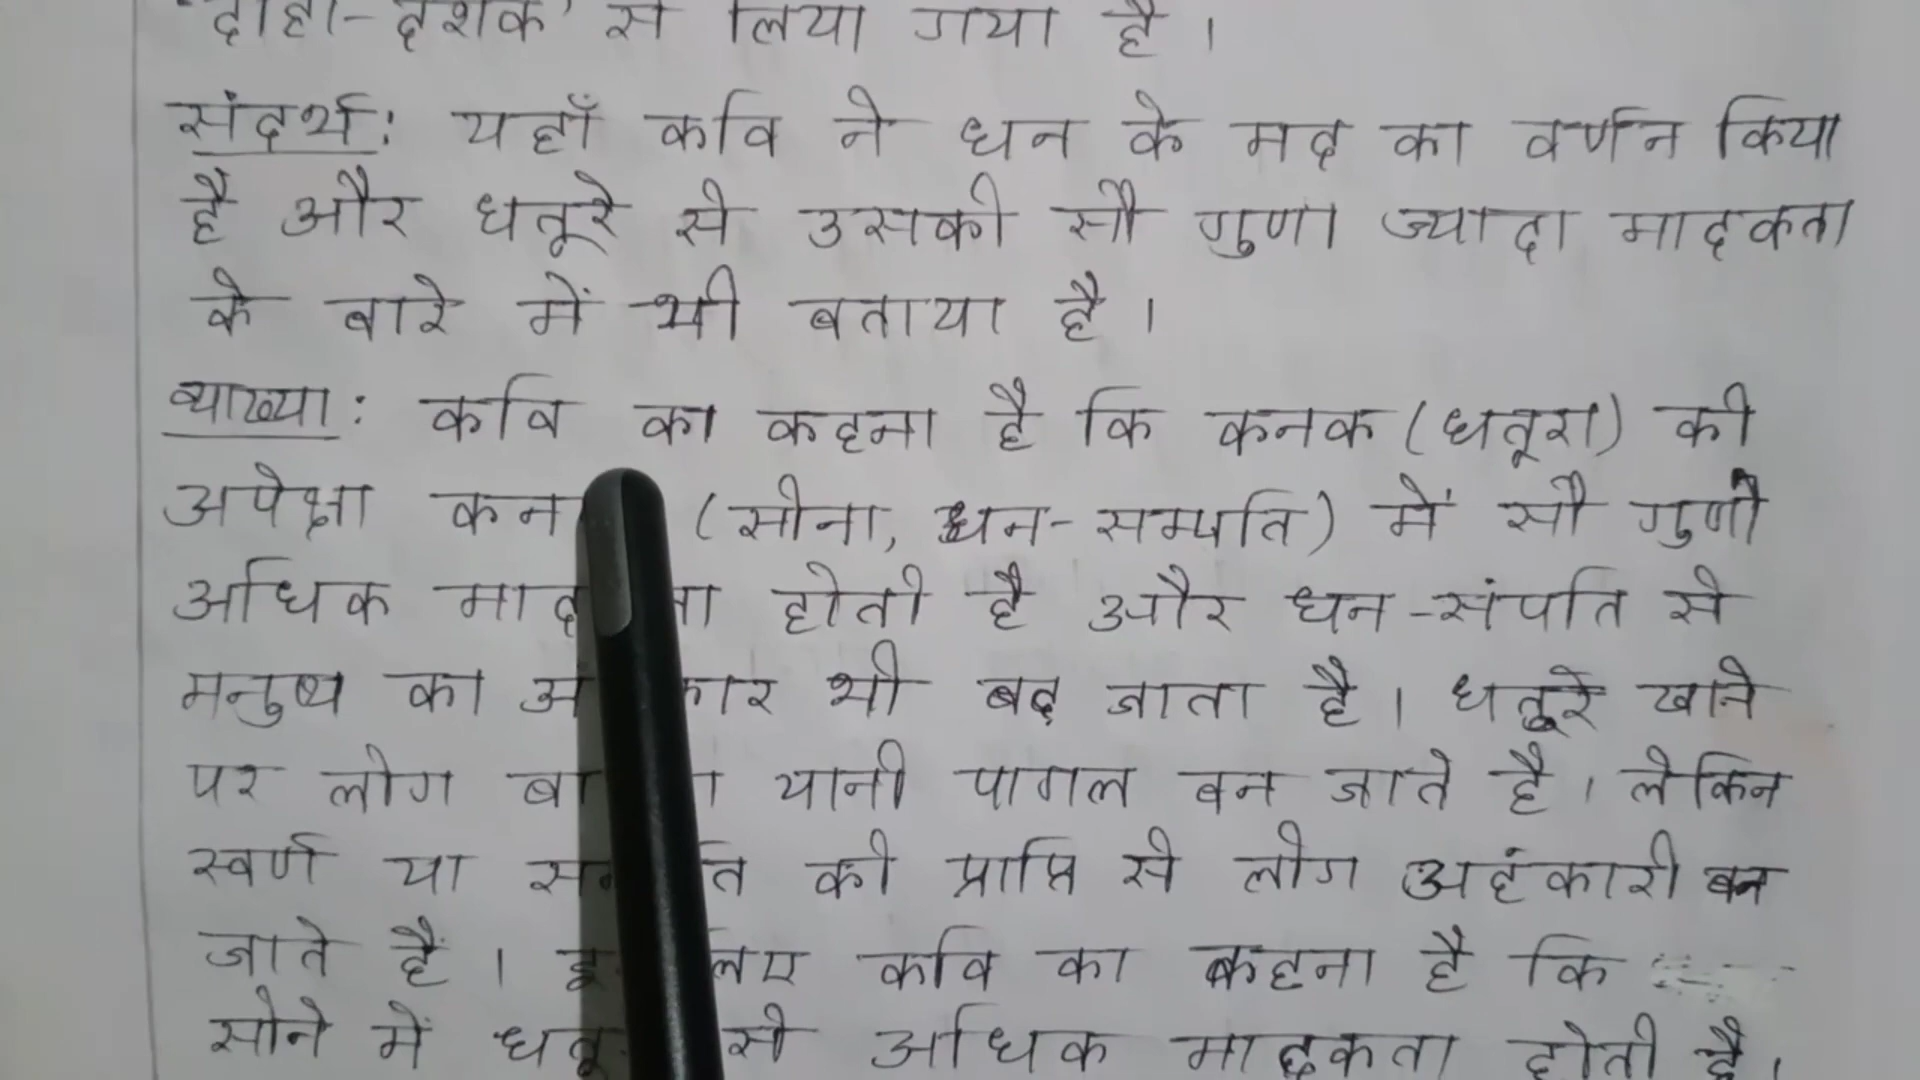 दोहा-दशक' से लिया गया है।
संदर्भ: यहाँ कवि ने धन के मद का वर्णन किया
है और धतूरे से उसकी सौ गुणा ज्यादा मादकता
के बारे में भी बताया है।
व्याख्या: कवि का कहना है कि कनक (धतूरा) की
अपेक्षा कन (सोना, धन-सम्पति) में सौ गुणी
अधिक माद ता होती है और धन-संपति से
मनुष्य का अ कार भी बढ़ जाता है। धतूरे खाने
पर लोग बा यानी पागल बन जाते है। लेकिन
स्वर्ण या स ति की प्राप्ति से लोग अहंकारी बन
जाते हैं। इ लिए कवि का कहना है कि
सोने में धतू से अधिक मादकता होती है।